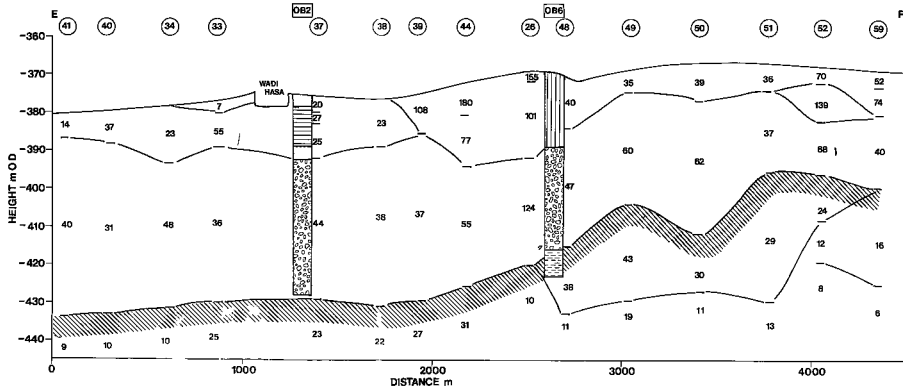 E OB2 OB6 F
41 40 34 33 37 38 39 44 26 48 49 50 51 52 59
-360
-370
-380
-390
-400
-410
-420
-430
-440
HEIGHT mOD
WADI
HASA
155 35 39 36 70 52
7 20 108 180 40 139 74
14 37 23 55 27 23 77 101 37
25 60 62 88 40
40 31 48 36 44 38 37 55 124 47 24
43 30 29 12 16
10 38 8
9 10 10 25 23 22 27 31 11 19 11 13 6
0 1000 2000 3000 4000
DISTANCE m